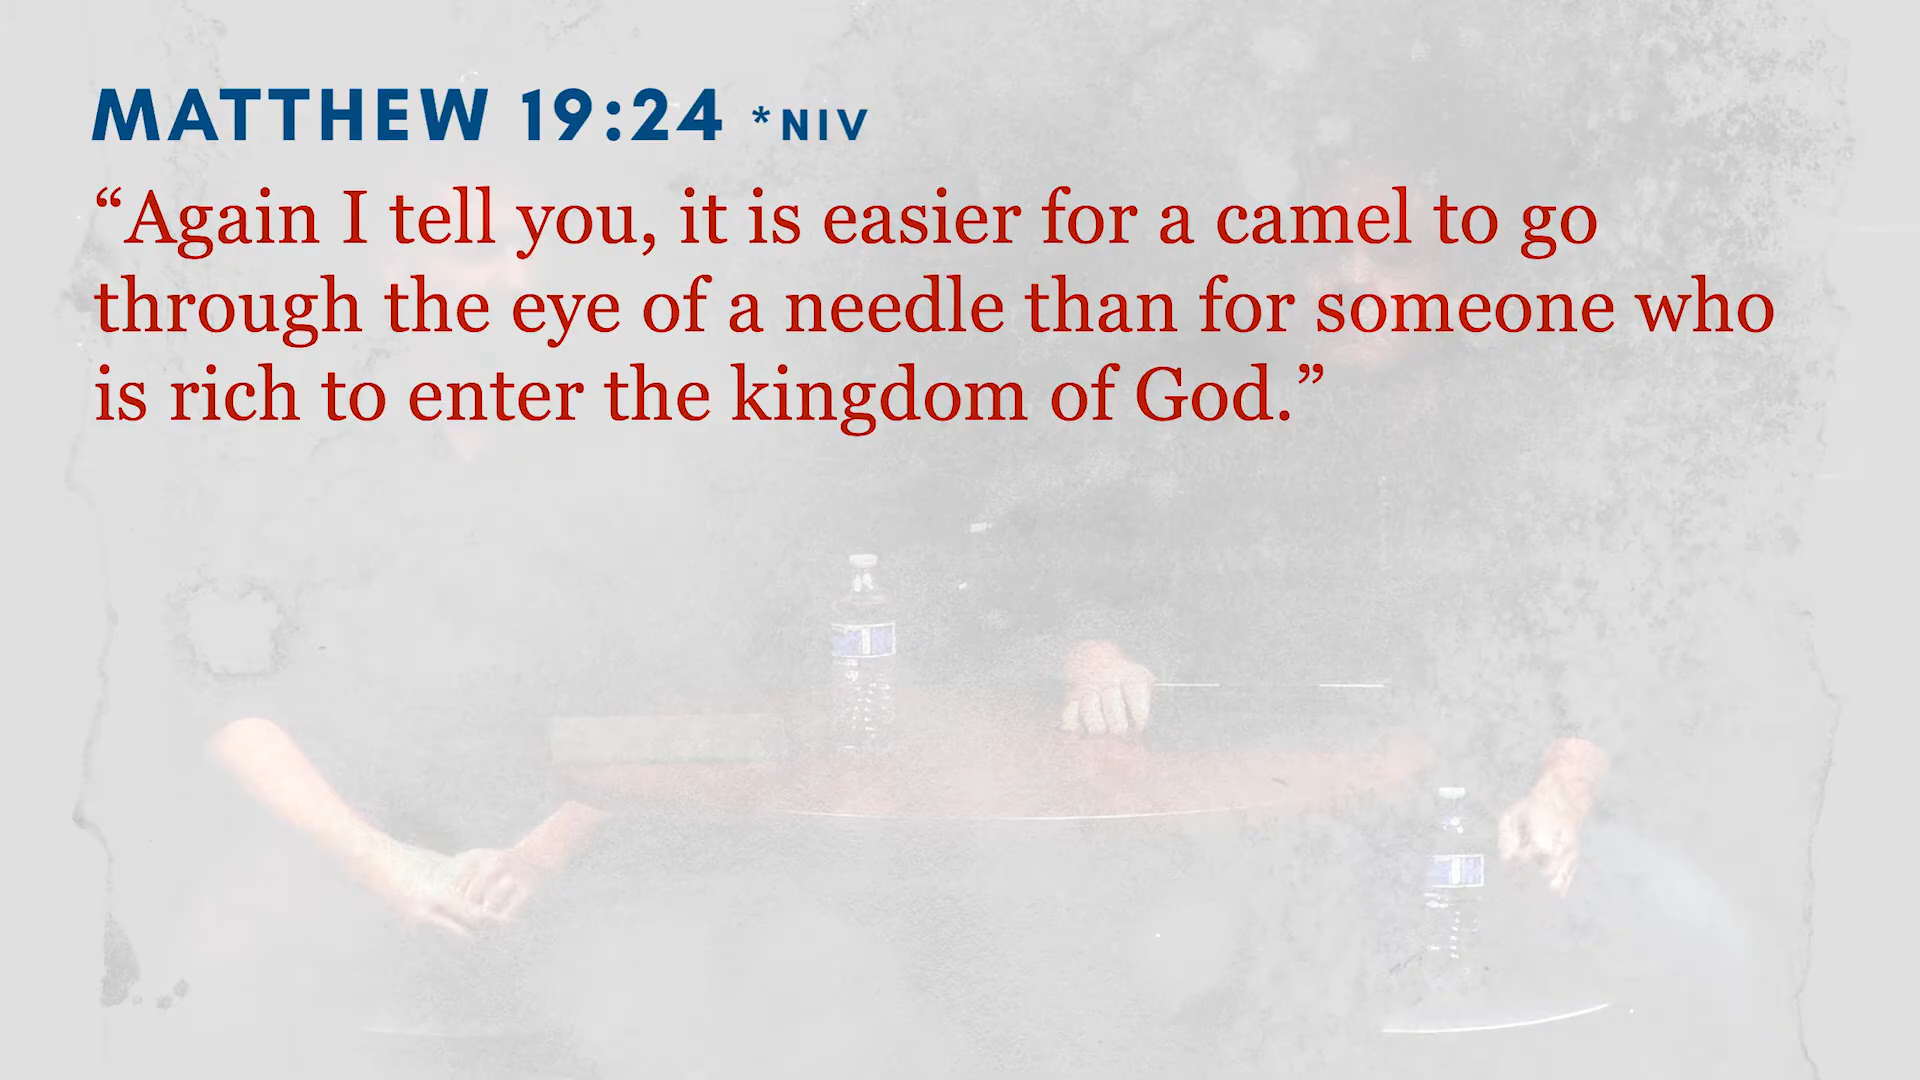 MATTHEW 19:24 *NIV
“Again I tell you, it is easier for a camel to go
through the eye of a needle than for someone who
is rich to enter the kingdom of God.”